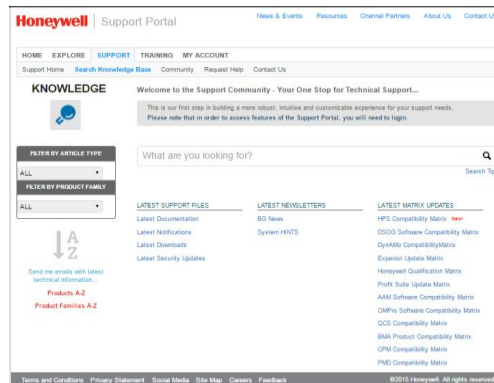 Honeywell | Support Portal
News & Events Resources Channel Partners About Us Contact U
HOME EXPLORE SUPPORT TRAINING MY ACCOUNT
Support Home Search Knowledge Base Community Request Help Contact Us
KNOWLEDGE
Welcome to the Support Community - Your One Stop for Technical Support...
This is our first step in building a more robust, intuitive and customizable experience for your support needs.
Please note that in order to access features of the Support Portal, you will need to login.
FILTER BY ARTICLE TYPE
ALL
FILTER BY PRODUCT FAMILY
ALL
What are you looking for?
Search Tip
A
Z
Send me emails with latest
technical information...
Products A-Z
Product Families A-Z
LATEST SUPPORT FILES
Latest Documentation
Latest Notifications
Latest Downloads
Latest Security Updates
LATEST NEWSLETTERS
BG News
System HINTS
LATEST MATRIX UPDATES
HPS Compatibility Matrix New!
DSOG Software Compatibility Matrix
DynAMo CompatibilityMatrix
Experion Update Matrix
Honeywell Qualification Matrix
Profit Suite Update Matrix
AAM Software Compatibility Matrix
OMPro Software Compatibility Matrix
QCS Compatibility Matrix
BMA Product Compatibility Matrix
CPM Compatibility Matrix
PMD Compatibility Matrix
Terms and Conditions Privacy Statement Social Media Site Map Careers Feedback
©2015 Honeywell. All rights reserved